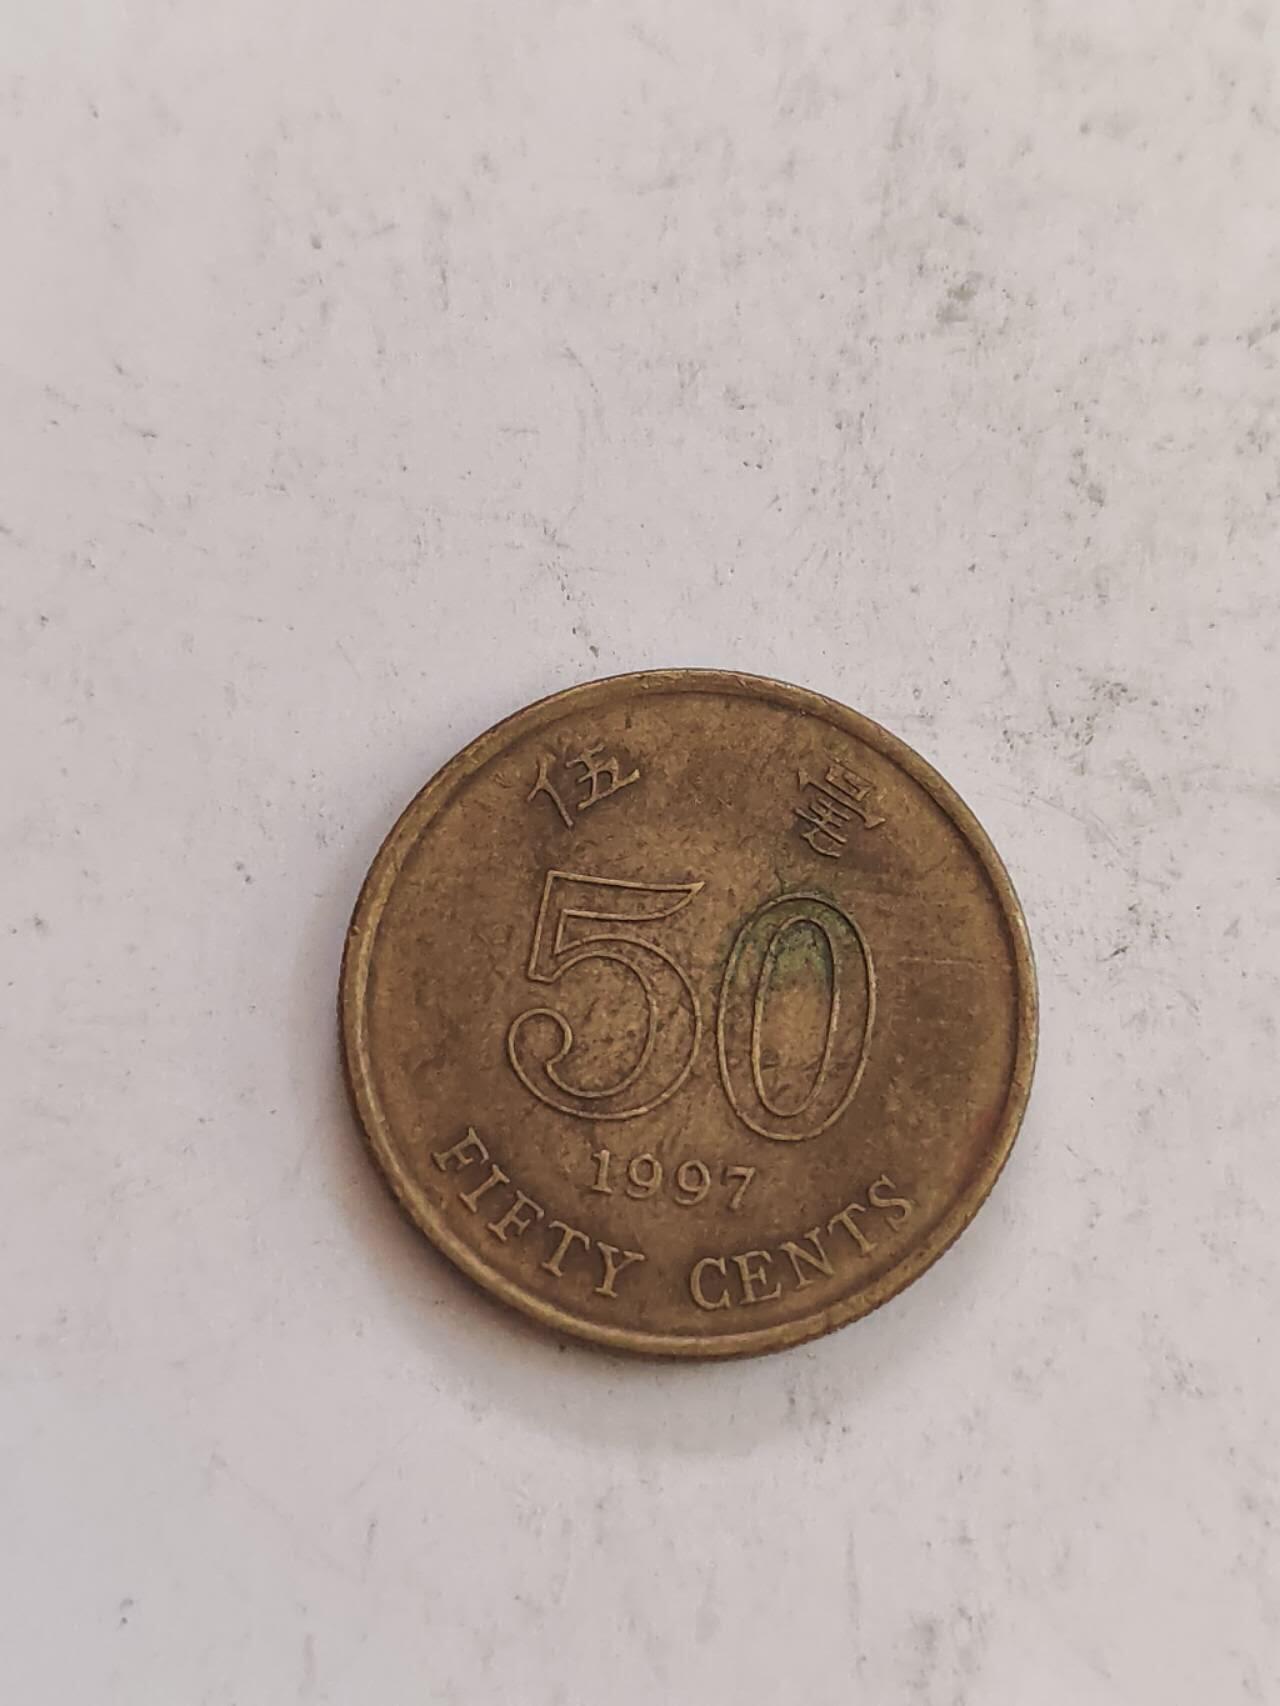 伍 毫
50
1997
FIFTY CENTS